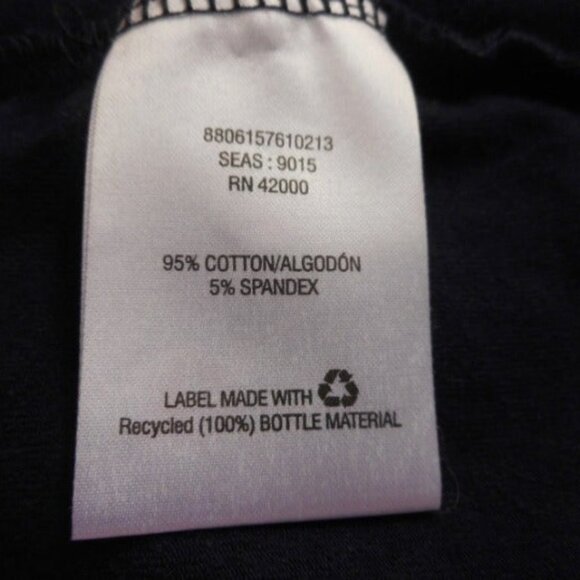 8806157610213
SEAS : 9015
RN 42000
95% COTTON/ALGODÓN
5% SPANDEX
LABEL MADE WITH
Recycled (100%) BOTTLE MATERIAL